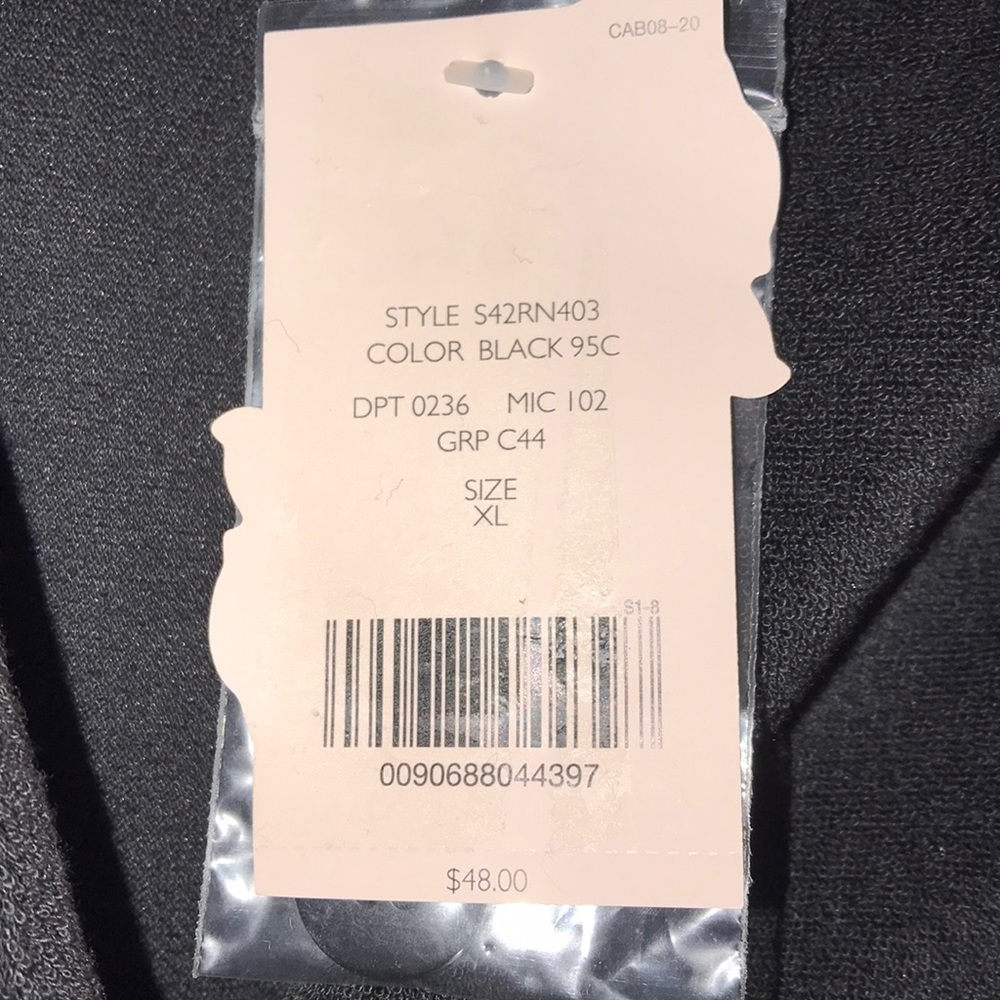 CAB08-20
STYLE S42RN403
COLOR BLACK 95C
DPT 0236 MIC 102
GRP C44
SIZE
XL
S1-8
0090688044397
$48.00